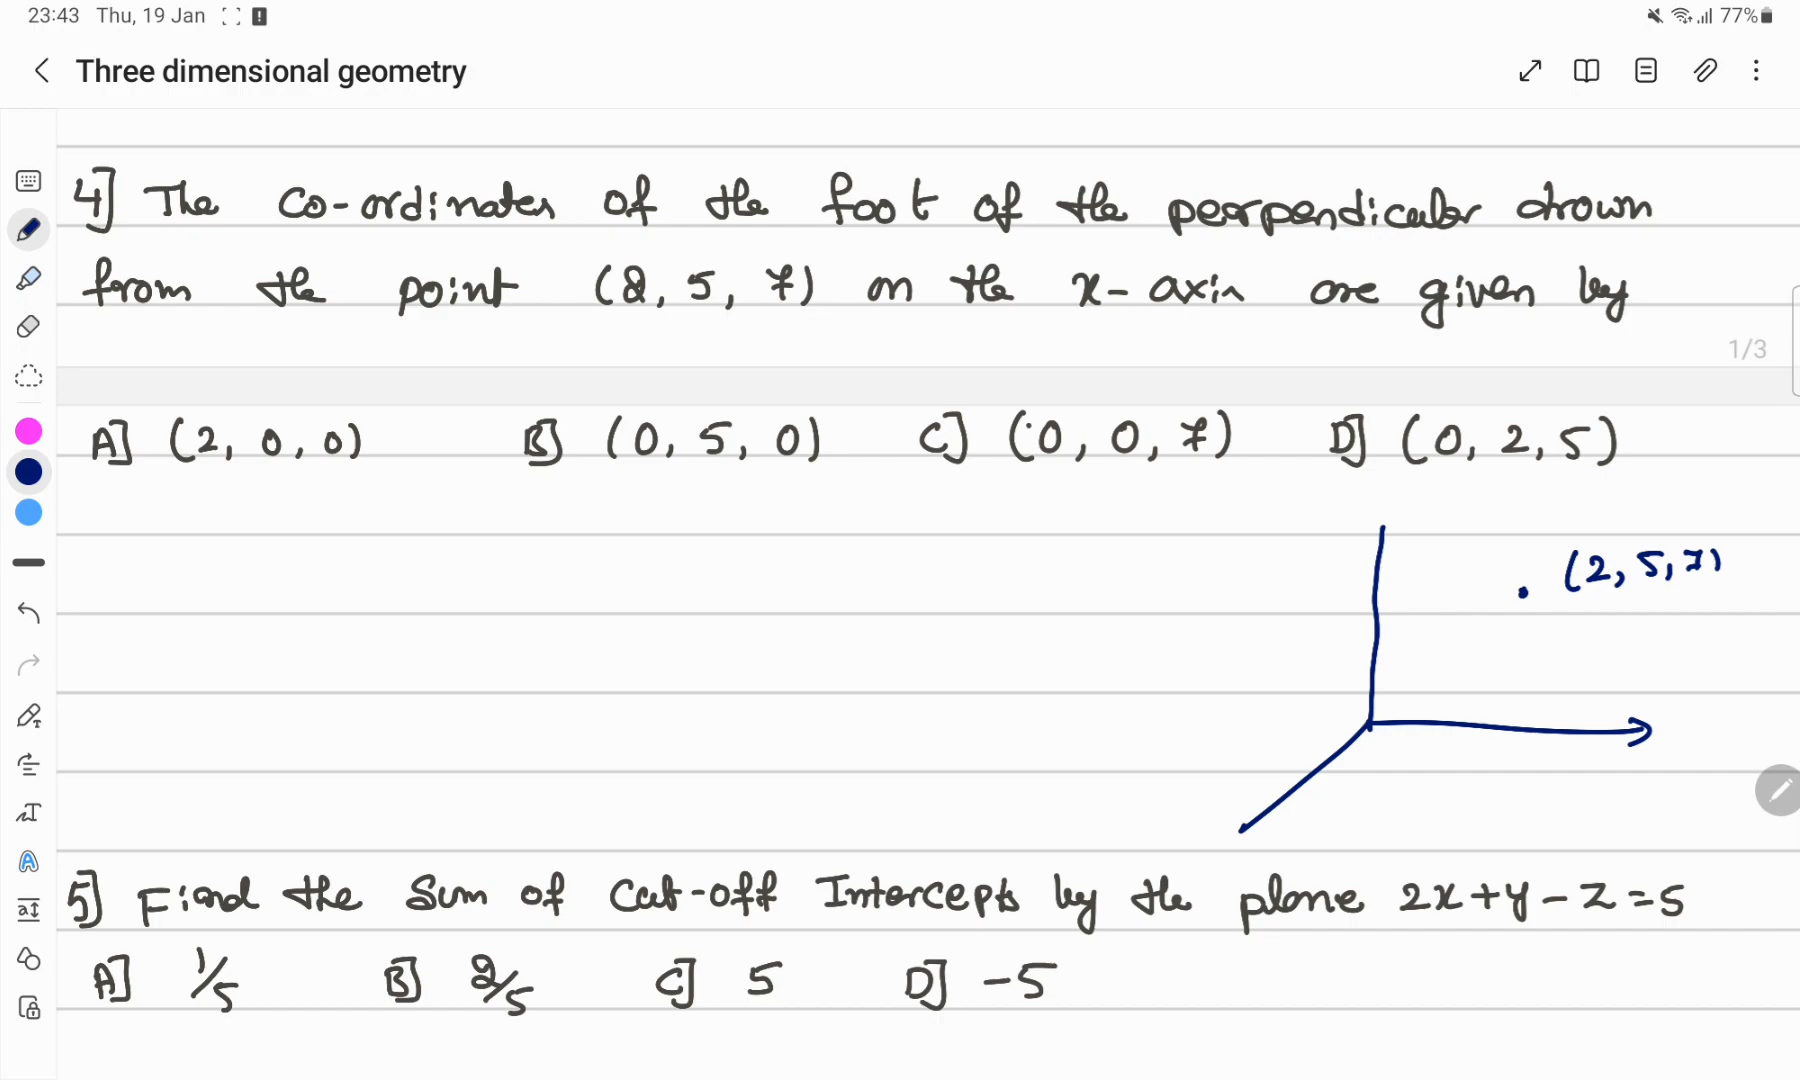 23:43 Thu, 19 Jan 77%
Three dimensional geometry
4] The co-ordinates of the foot of the perpendicular drawn
from the point (2, 5, 7) on the x-axis are given by
1/3
A] (2, 0, 0) B] (0, 5, 0) C] (0, 0, 7) D] (0, 2, 5)
(2, 5, 7)
5] Find the Sum of Cut-off Intercepts by the plane 2x+y-z=5
A] 1/5 B] 2/5 C] 5 D] -5